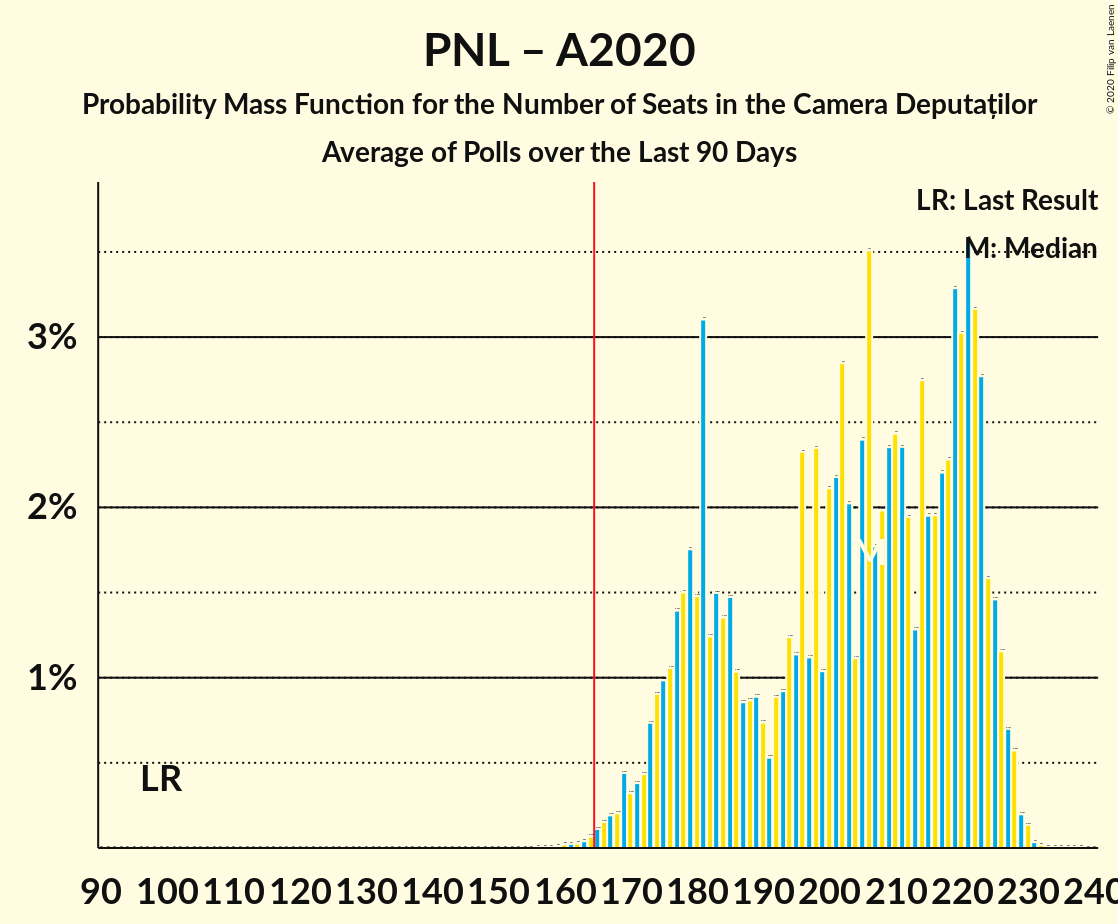 PNL – A2020
Probability Mass Function for the Number of Seats in the Camera Deputaților
Average of Polls over the Last 90 Days
© 2020 Filip van Laenen
LR: Last Result
M: Median
3%
2%
1%
LR
M
90 100 110 120 130 140 150 160 170 180 190 200 210 220 230 240